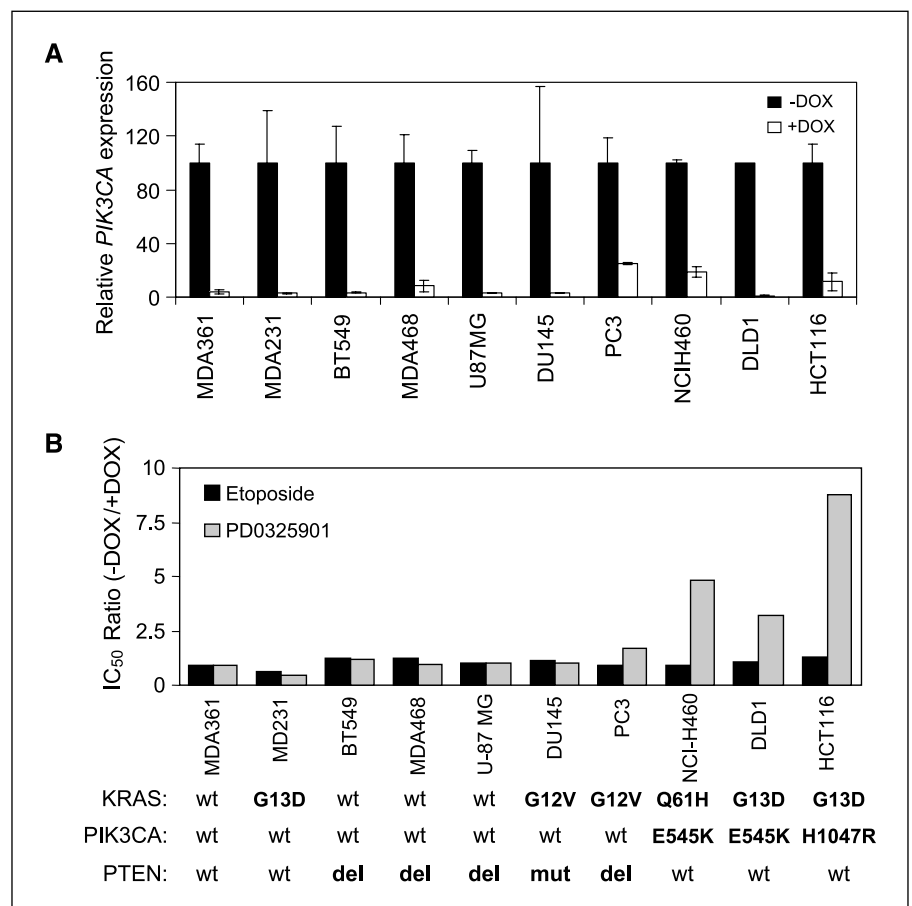 A
Relative PIK3CA expression
160
120
80
40
0
-DOX
+DOX
MDA361
MDA231
BT549
MDA468
U87MG
DU145
PC3
NCIH460
DLD1
HCT116
B
IC50 Ratio (-DOX/+DOX)
10
7.5
5
2.5
0
Etoposide
PD0325901
MDA361
MD231
BT549
MDA468
U-87 MG
DU145
PC3
NCI-H460
DLD1
HCT116
KRAS: wt G13D wt wt wt G12V G12V Q61H G13D G13D
PIK3CA: wt wt wt wt wt wt wt E545K E545K H1047R
PTEN: wt wt del del del mut del wt wt wt